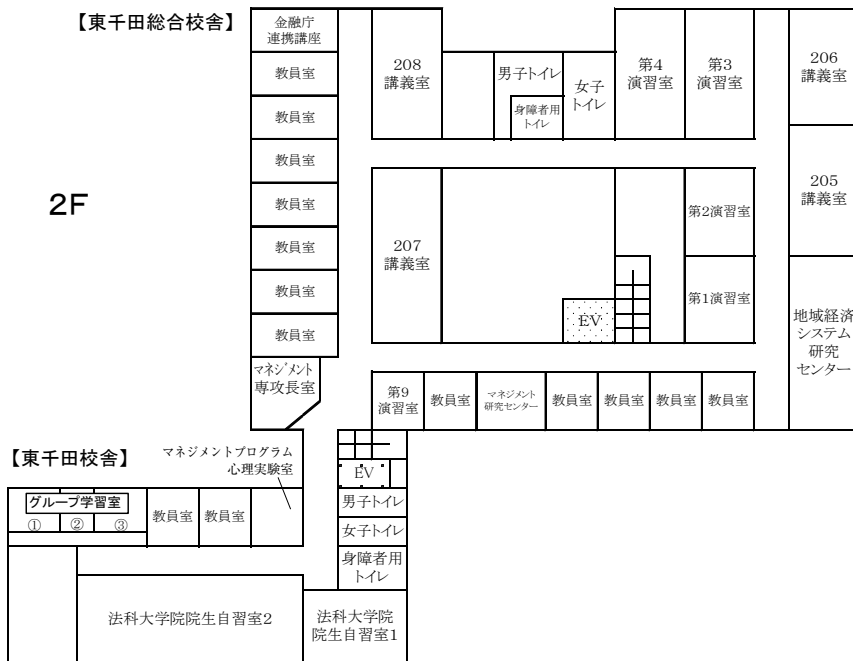 【東千田総合校舎】
金融庁
連携講座
教員室
教員室
教員室
教員室
教員室
教員室
教員室
マネジメント
専攻長室
2F
208
講義室
男子トイレ
身障者用
トイレ
女子
トイレ
第4
演習室
第3
演習室
206
講義室
205
講義室
207
講義室
第2演習室
第1演習室
EV
地域経済
システム
研究
センター
第9
演習室
教員室
マネジメント
研究センター
教員室
教員室
教員室
教員室
【東千田校舎】
マネジメントプログラム
心理実験室
EV
グループ学習室
①
②
③
教員室
教員室
男子トイレ
女子トイレ
身障者用
トイレ
法科大学院院生自習室2
法科大学院
院生自習室1